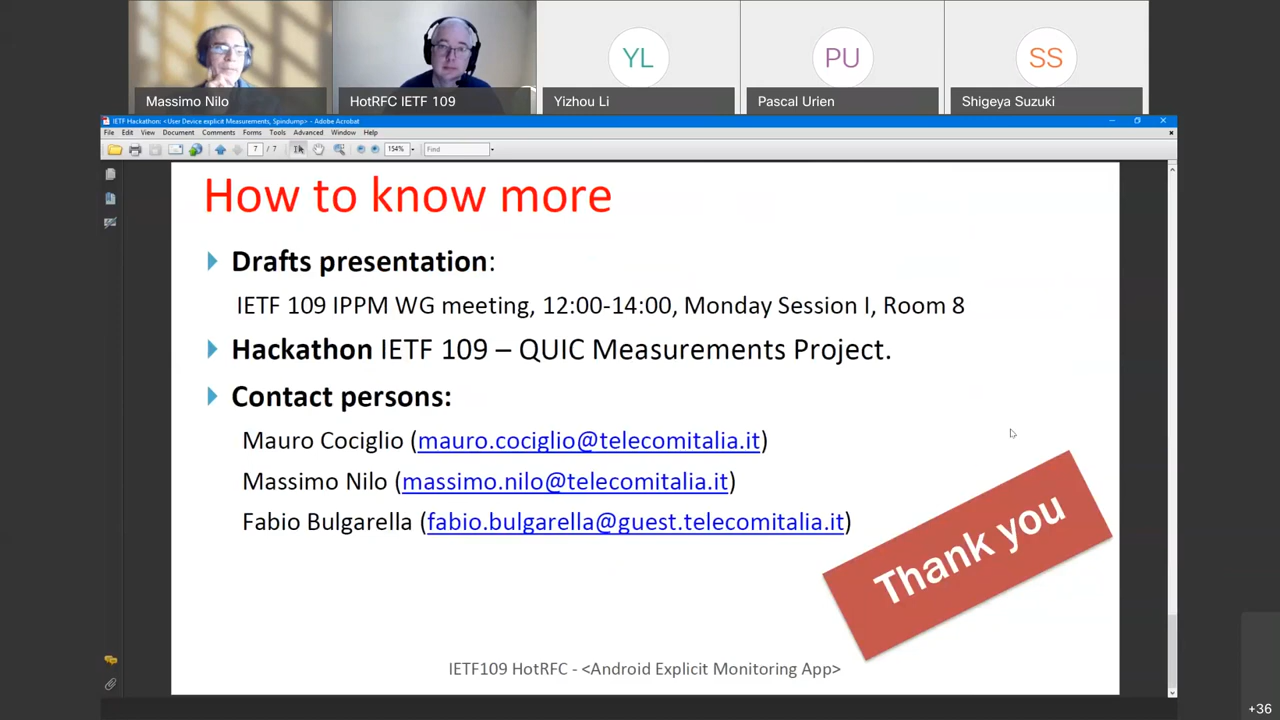 YL
PU
SS
Massimo Nilo
HotRFC IETF 109
Yizhou Li
Pascal Urien
Shigeya Suzuki
IETF Hackathon: <User Device explicit Measurements, Spindump> - Adobe Acrobat
File Edit View Document Comments Forms Tools Advanced Window Help
7 / 7 154% Find
How to know more
Drafts presentation:
IETF 109 IPPM WG meeting, 12:00-14:00, Monday Session I, Room 8
Hackathon IETF 109 – QUIC Measurements Project.
Contact persons:
Mauro Cociglio (mauro.cociglio@telecomitalia.it)
Massimo Nilo (massimo.nilo@telecomitalia.it)
Fabio Bulgarella (fabio.bulgarella@guest.telecomitalia.it)
Thank you
IETF109 HotRFC - <Android Explicit Monitoring App>
+36